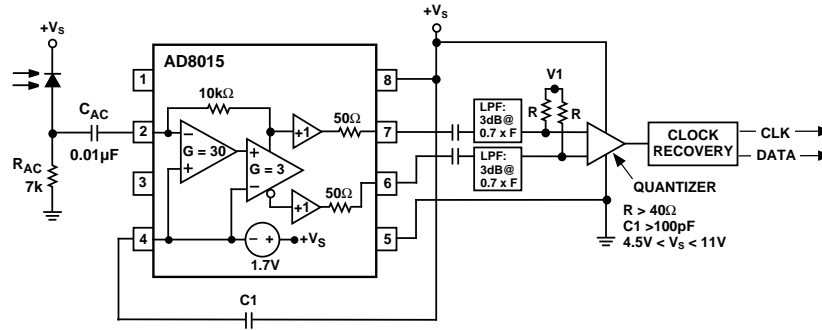 +VS
+VS
AD8015
1
8
10kΩ
V1
LPF:
3dB@
0.7 x F
R
R
CAC
0.01µF
2
+1
50Ω
7
−
G = 30
+
+
G = 3
−
CLOCK
RECOVERY
CLK
DATA
RAC
7k
3
50Ω
+1
6
LPF:
3dB@
0.7 x F
QUANTIZER
R > 40Ω
C1 >100pF
4.5V < VS < 11V
4
− +
+VS
1.7V
5
C1